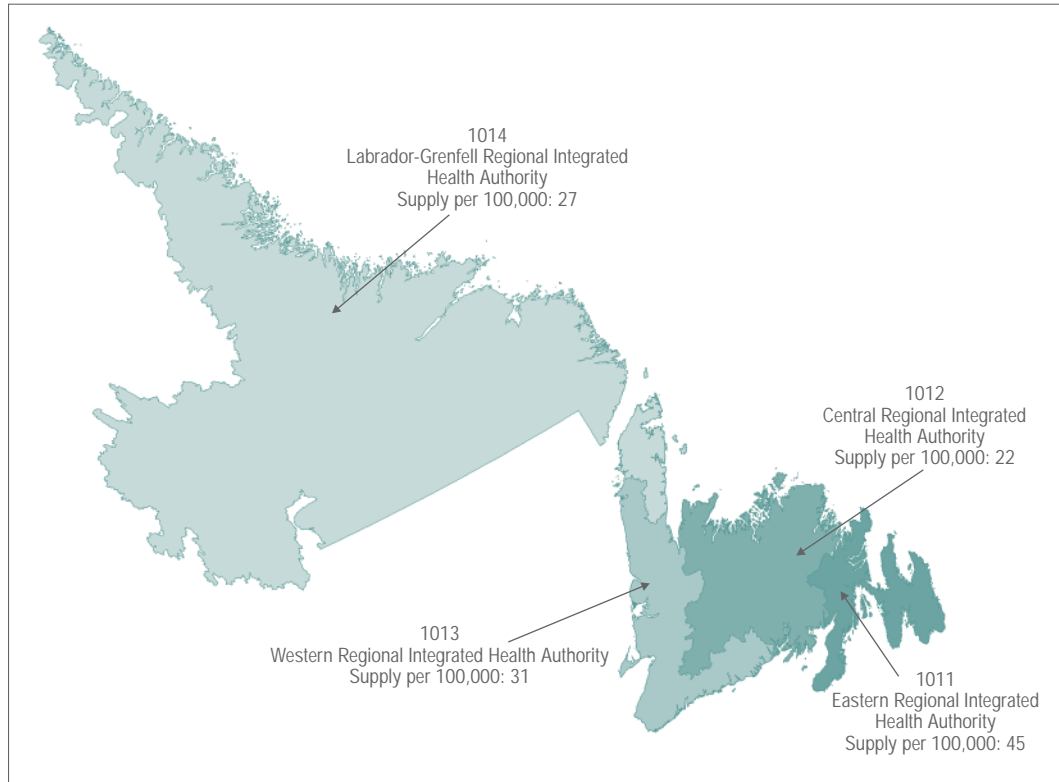 1014
Labrador-Grenfell Regional Integrated
Health Authority
Supply per 100,000: 27
1012
Central Regional Integrated
Health Authority
Supply per 100,000: 22
1013
Western Regional Integrated Health Authority
Supply per 100,000: 31
1011
Eastern Regional Integrated
Health Authority
Supply per 100,000: 45